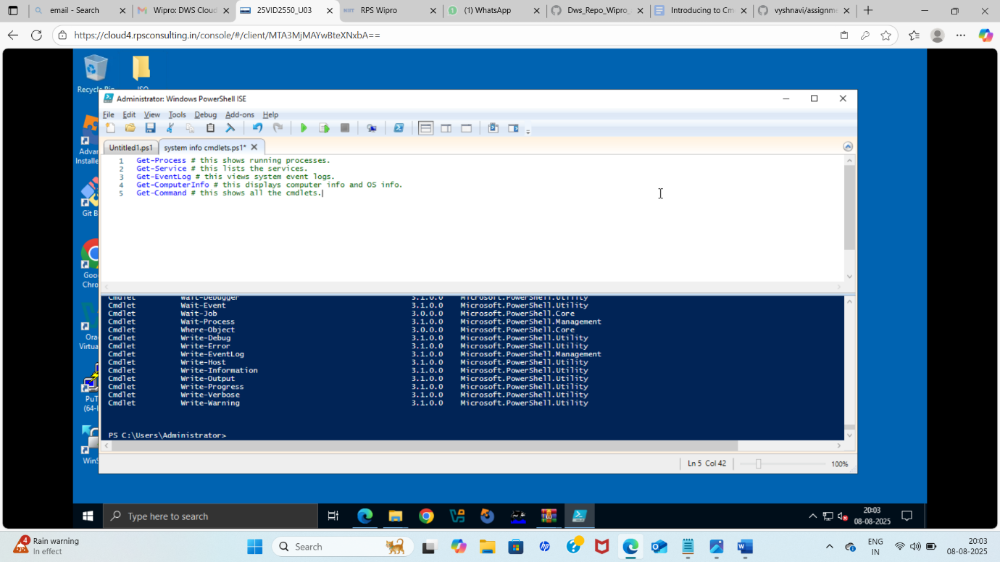 email - Search
Wipro: DWS Cloud
25VID2550_U03
NUT RPS Wipro
(1) WhatsApp
Dws_Repo_Wipro_
Introducing to Cm
vyshnavi/assignm
https://cloud4.rpsconsulting.in/console/#/client/MTA3MjMAYwBteXNxbA==
Recycle Bin
ISO
Administrator: Windows PowerShell ISE
File Edit View Tools Debug Add-ons Help
Untitled1.ps1 system info cmdlets.ps1*
1 Get-Process # this shows running processes.
2 Get-Service # this lists the services.
3 Get-EventLog # this views system event logs.
4 Get-ComputerInfo # this displays computer info and OS info.
5 Get-Command # this shows all the cmdlets.
Cmdlet Wait-Debugger 3.1.0.0 Microsoft.PowerShell.Utility
Cmdlet Wait-Event 3.1.0.0 Microsoft.PowerShell.Utility
Cmdlet Wait-Job 3.0.0.0 Microsoft.PowerShell.Core
Cmdlet Wait-Process 3.1.0.0 Microsoft.PowerShell.Management
Cmdlet Where-Object 3.0.0.0 Microsoft.PowerShell.Core
Cmdlet Write-Debug 3.1.0.0 Microsoft.PowerShell.Utility
Cmdlet Write-Error 3.1.0.0 Microsoft.PowerShell.Utility
Cmdlet Write-EventLog 3.1.0.0 Microsoft.PowerShell.Management
Cmdlet Write-Host 3.1.0.0 Microsoft.PowerShell.Utility
Cmdlet Write-Information 3.1.0.0 Microsoft.PowerShell.Utility
Cmdlet Write-Output 3.1.0.0 Microsoft.PowerShell.Utility
Cmdlet Write-Progress 3.1.0.0 Microsoft.PowerShell.Utility
Cmdlet Write-Verbose 3.1.0.0 Microsoft.PowerShell.Utility
Cmdlet Write-Warning 3.1.0.0 Microsoft.PowerShell.Utility
PS C:\Users\Administrator>
Ln 5 Col 42 100%
Advan
Installe
Git B
Goo
Chro
Ora
Virtua
PuT
(64-b
WinS
Type here to search
20:03
08-08-2025
Rain warning
In effect
4
Search
ENG
IN
20:03
08-08-2025